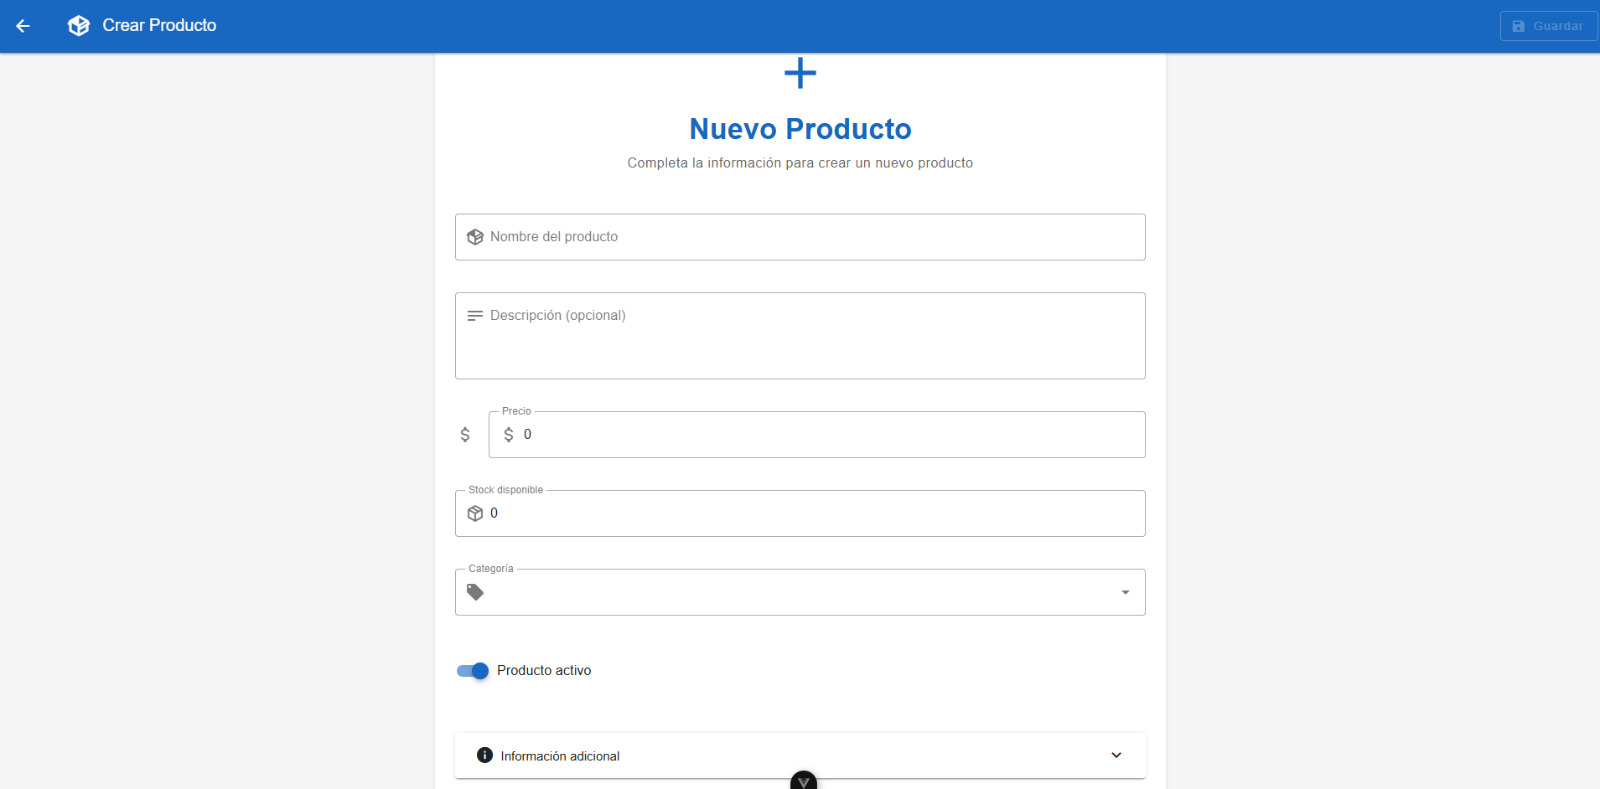 Crear Producto
Guardar
Nuevo Producto
Completa la información para crear un nuevo producto
Nombre del producto
Descripción (opcional)
Precio
$ $ 0
Stock disponible
0
Categoría
Producto activo
Información adicional